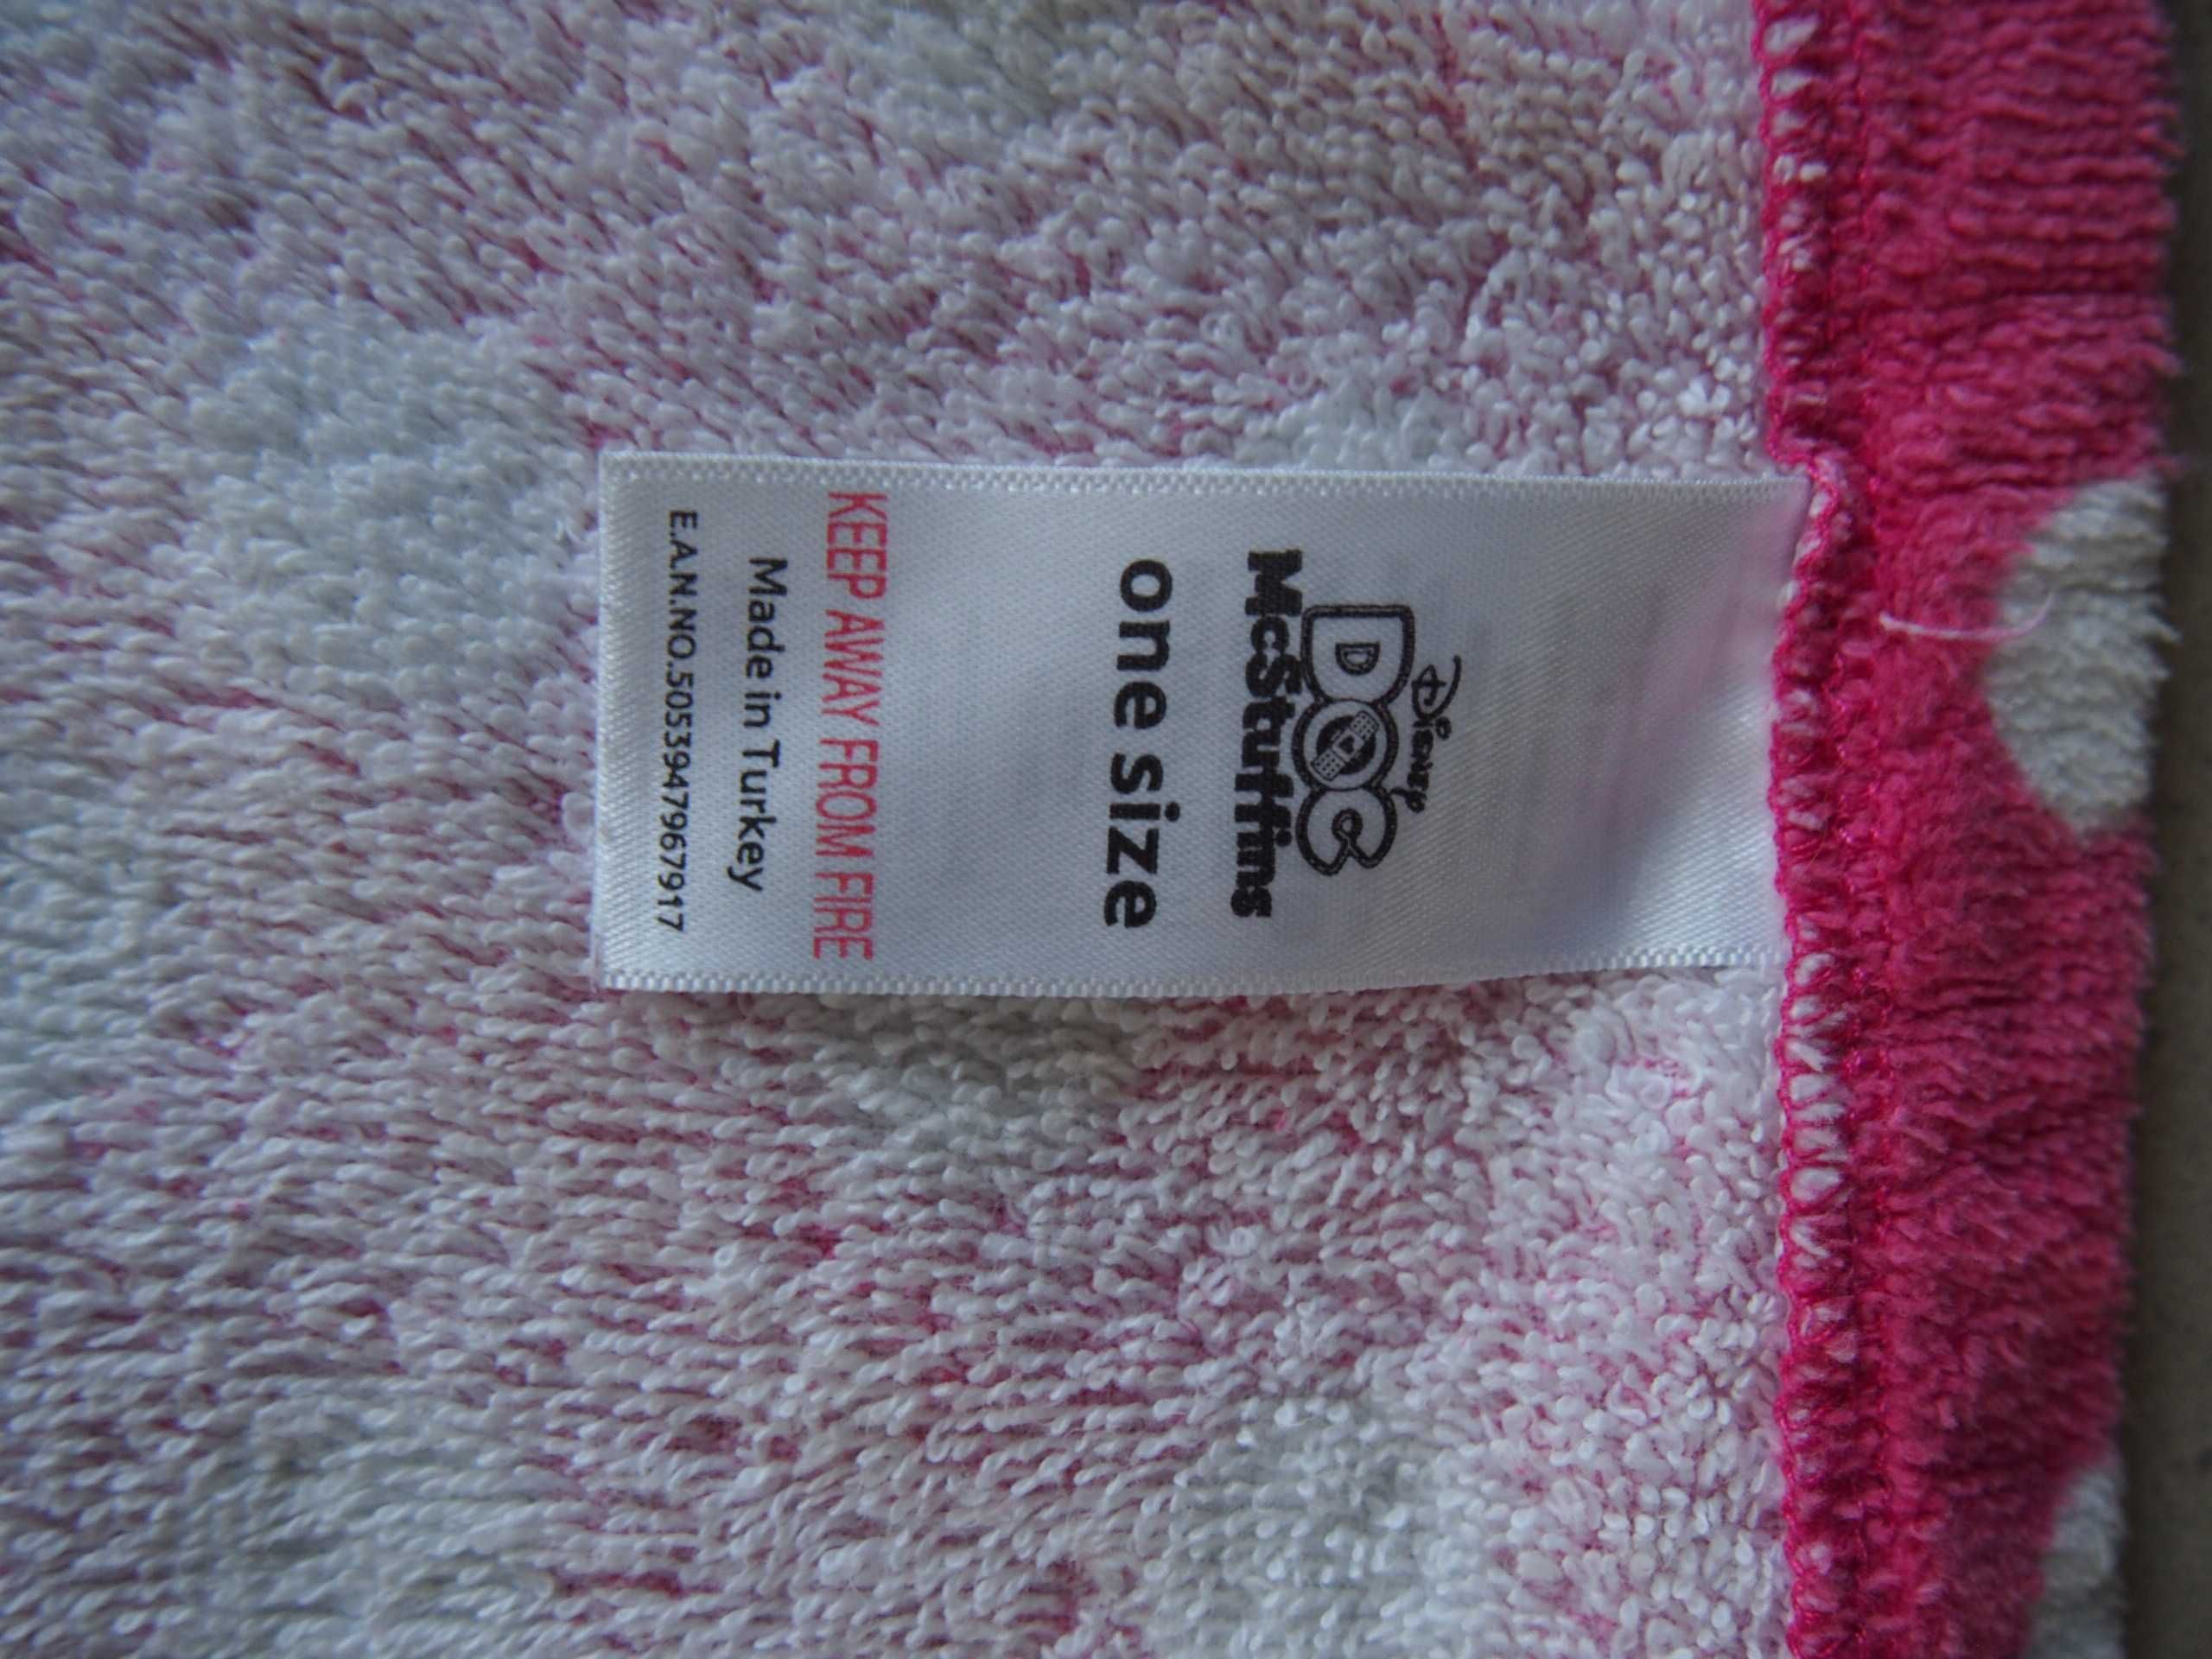 Disney
DOC
McStuffins
one size
KEEP AWAY FROM FIRE
Made in Turkey
E.A.N.NO.5053947967917